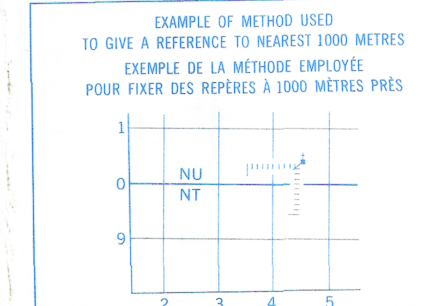 EXAMPLE OF METHOD USED
TO GIVE A REFERENCE TO NEAREST 1000 METRES
EXEMPLE DE LA MÉTHODE EMPLOYÉE
POUR FIXER DES REPÈRES À 1000 MÈTRES PRÈS
1
NU
0
NT
9
2 3 4 5